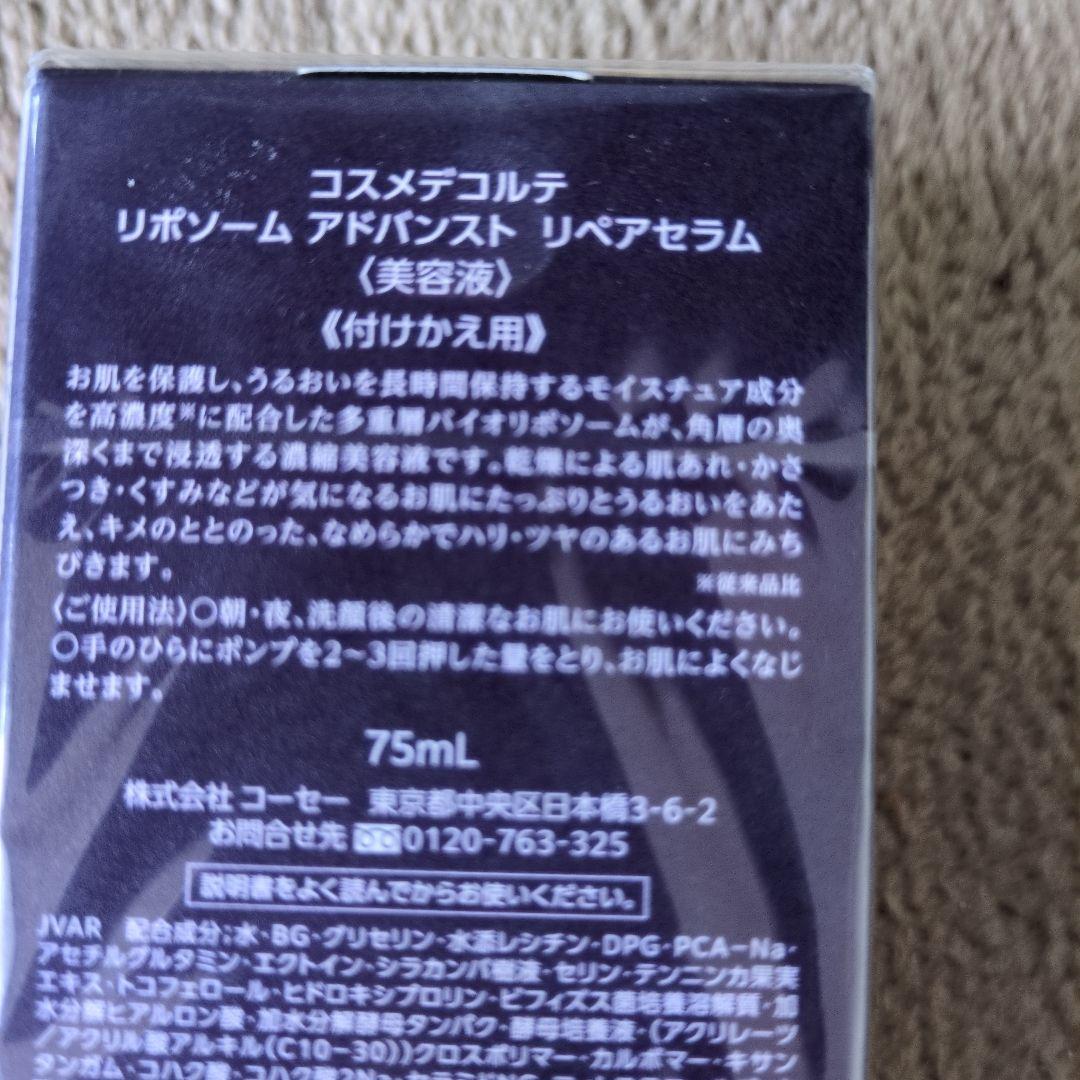 コスメデコルテ
リポソーム アドバンスト リペアセラム
〈美容液〉
《付けかえ用》
お肌を保護し、うるおいを長時間保持するモイスチュア成分
を高濃度※に配合した多重層バイオリポソームが、角層の奥
深くまで浸透する濃縮美容液です。乾燥による肌あれ・かさ
つき・くすみなどが気になるお肌にたっぷりとうるおいをあた
え、キメのととのった、なめらかでハリ・ツヤのあるお肌にみち
びきます。
※従来品比
〈ご使用法〉○朝・夜、洗顔後の清潔なお肌にお使いください。
○手のひらにポンプを2〜3回押した量をとり、お肌によくなじ
ませます。
75mL
株式会社 コーセー 東京都中央区日本橋3-6-2
お問合せ先 0120-763-325
説明書をよく読んでからお使いください。
JVAR 配合成分:水・BG・グリセリン・水添レシチン・DPG・PCA-Na・
アセチルグルタミン・エクトイン・シラカンバ樹液・セリン・テンニンカ果実
エキス・トコフェロール・ヒドロキシプロリン・ビフィズス菌培養溶解質・加
水分解ヒアルロン酸・加水分解酵母タンパク・酵母培養液・(アクリレーツ
/アクリル酸アルキル(C10-30))クロスポリマー・カルボマー・キサン
タンガム・コハク酸・コハク酸2Na